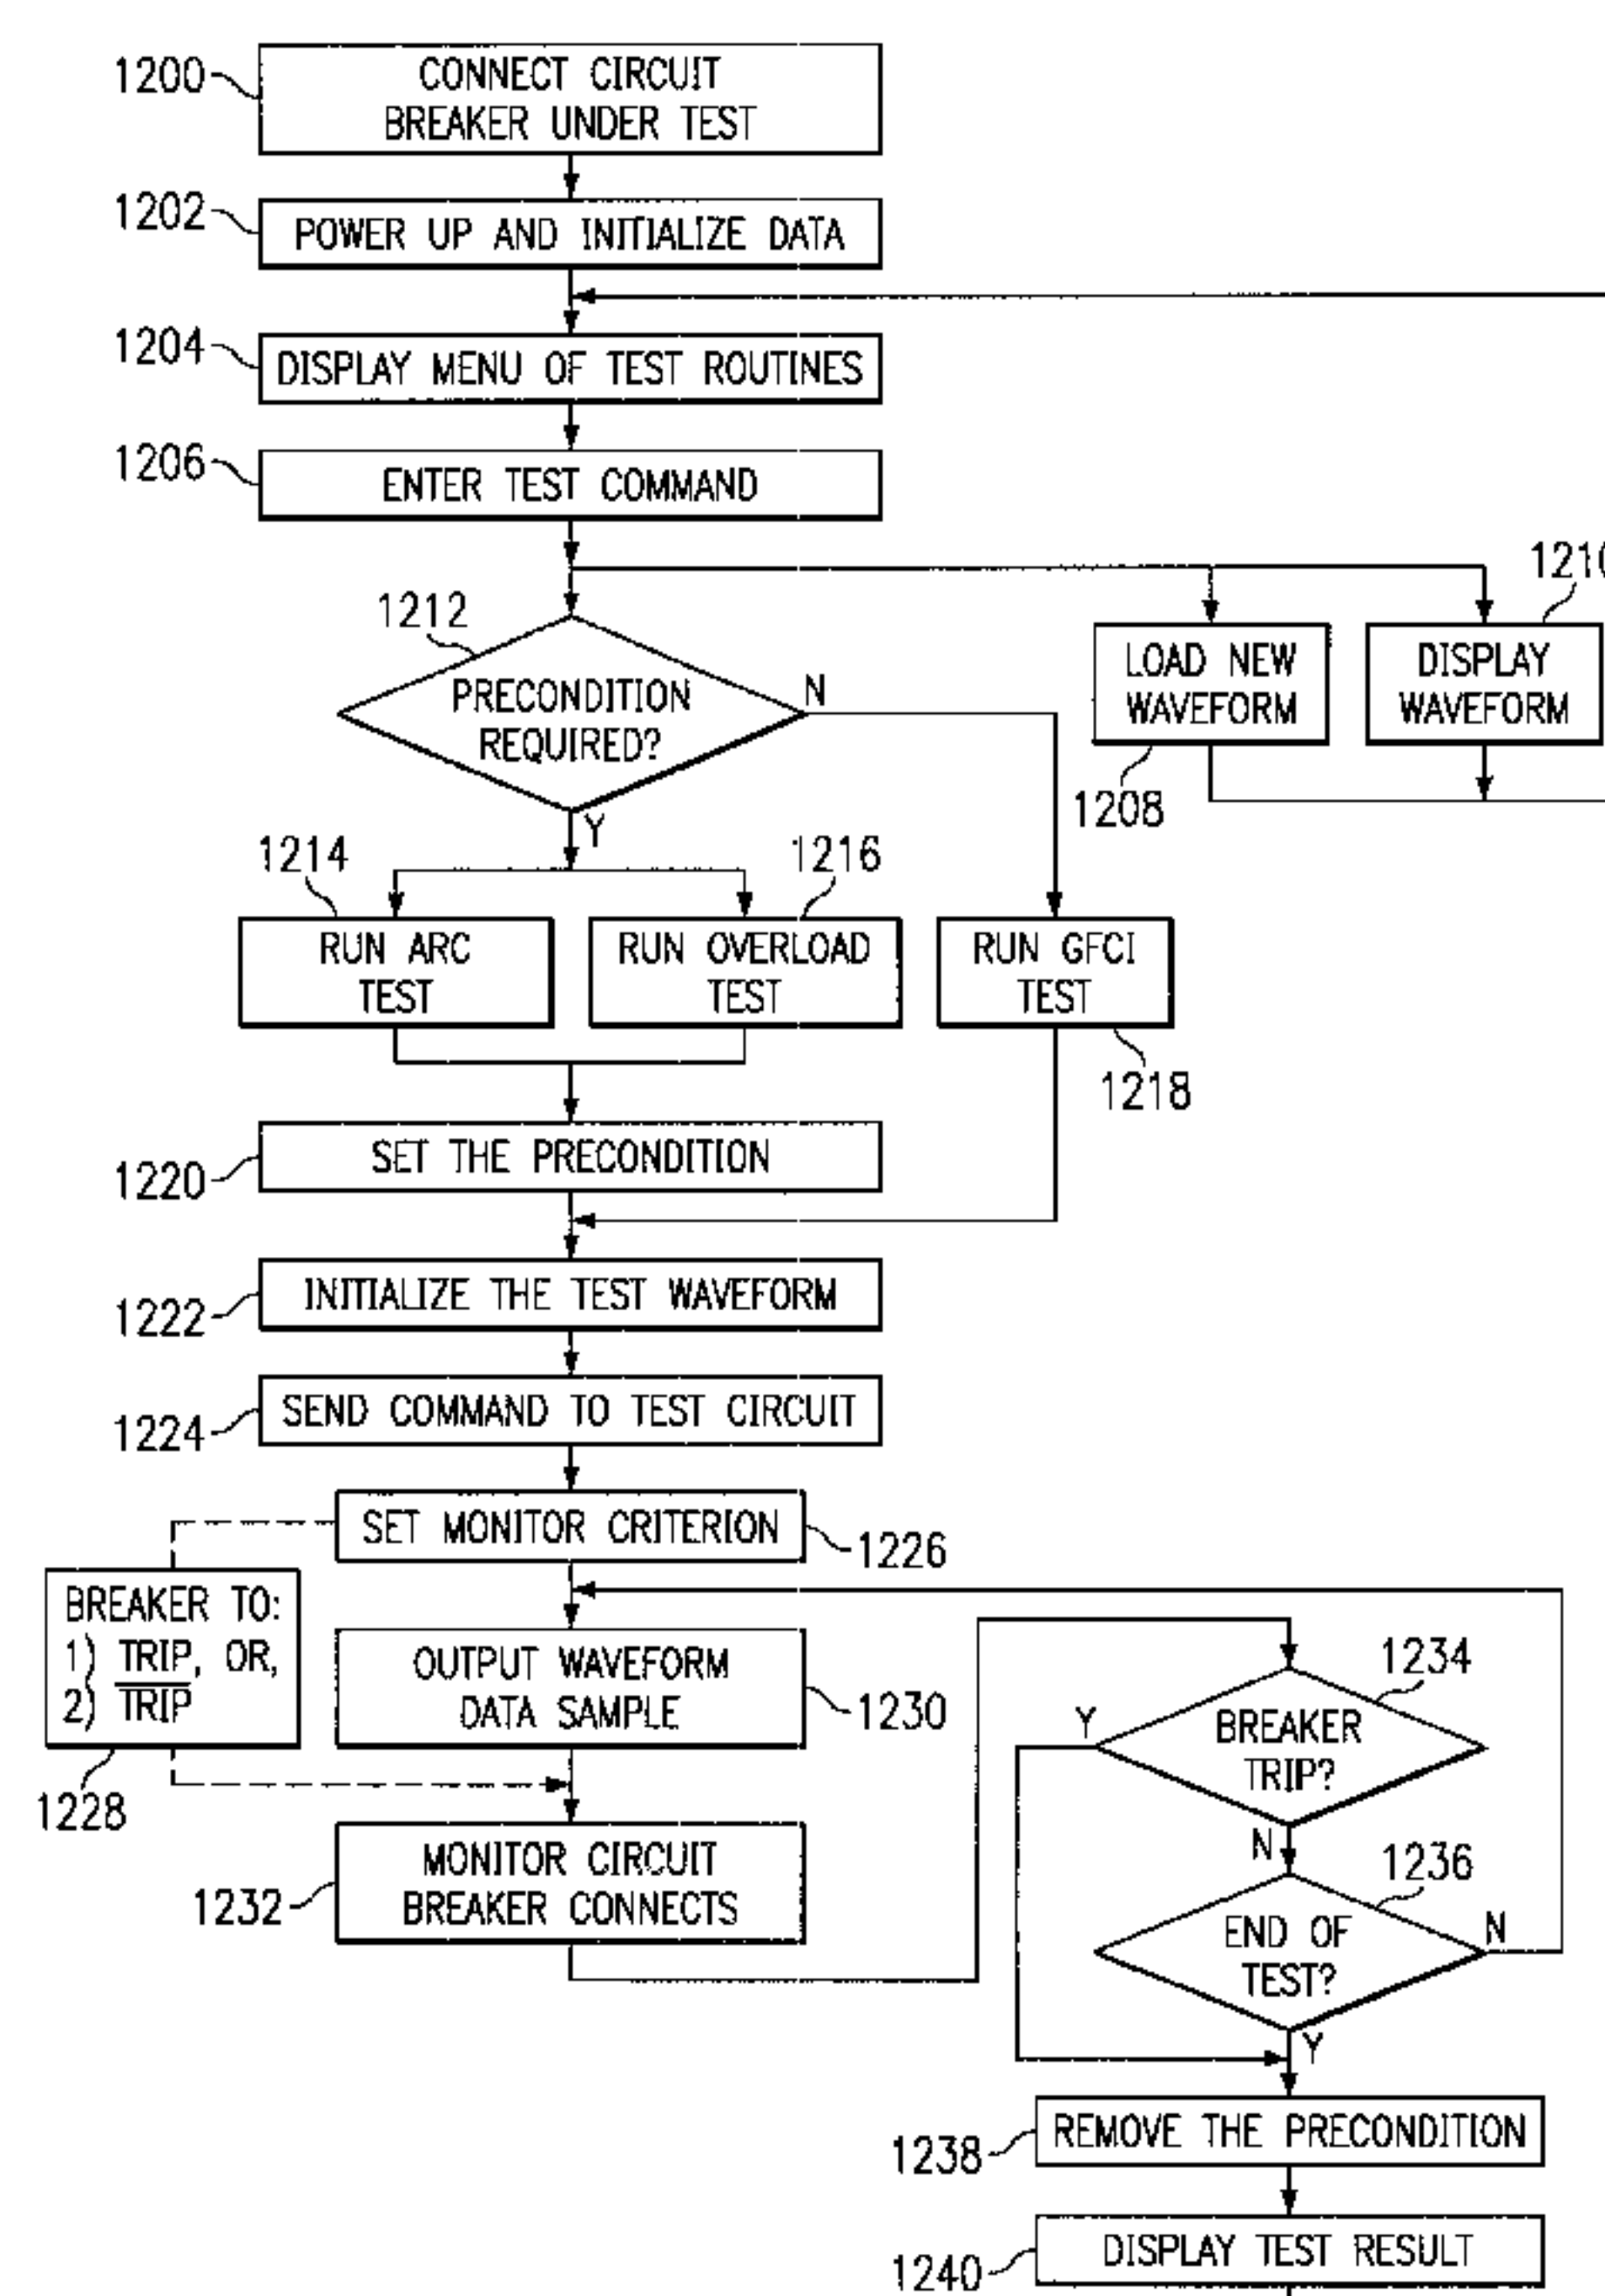 1200
CONNECT CIRCUIT
BREAKER UNDER TEST
1202
POWER UP AND INITIALIZE DATA
1204
DISPLAY MENU OF TEST ROUTINES
1206
ENTER TEST COMMAND
1212
PRECONDITION
REQUIRED?
N
Y
LOAD NEW
WAVEFORM
1208
DISPLAY
WAVEFORM
1214
RUN ARC
TEST
1216
RUN OVERLOAD
TEST
RUN GFCI
TEST
1218
1220
SET THE PRECONDITION
1222
INITIALIZE THE TEST WAVEFORM
1224
SEND COMMAND TO TEST CIRCUIT
SET MONITOR CRITERION
1226
BREAKER TO:
1) TRIP, OR,
2) T̅R̅I̅P̅
1228
OUTPUT WAVEFORM
DATA SAMPLE
1230
1232
MONITOR CIRCUIT
BREAKER CONNECTS
1234
BREAKER
TRIP?
Y
N
1236
END OF
TEST?
N
Y
1238
REMOVE THE PRECONDITION
1240
DISPLAY TEST RESULT